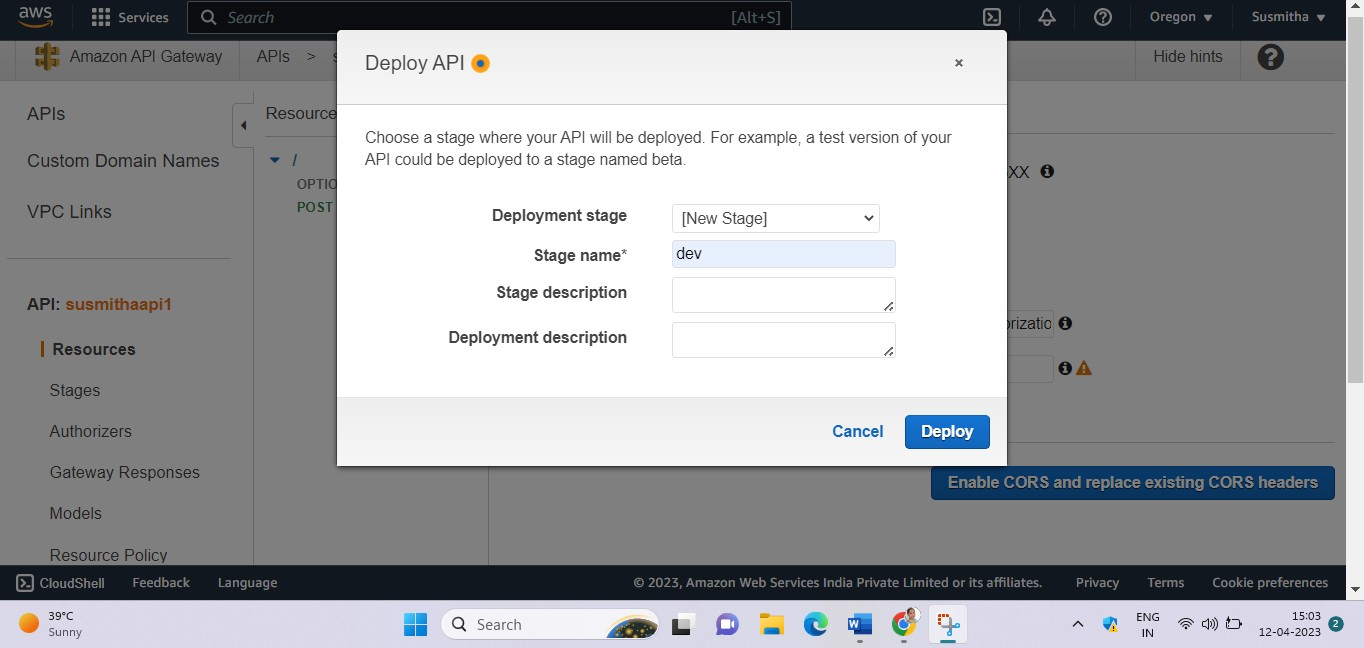 aws
Services
Search
[Alt+S]
Oregon
Susmitha
Amazon API Gateway
APIs >
Hide hints
APIs
Custom Domain Names
VPC Links
API: susmithaapi1
Resources
Stages
Authorizers
Gateway Responses
Models
Resource Policy
Resource
/
OPTIO
POST
Deploy API
Choose a stage where your API will be deployed. For example, a test version of your
API could be deployed to a stage named beta.
Deployment stage [New Stage]
Stage name* dev
Stage description
Deployment description
Cancel Deploy
XX
orizatio
Enable CORS and replace existing CORS headers
CloudShell Feedback Language
© 2023, Amazon Web Services India Private Limited or its affiliates. Privacy Terms Cookie preferences
39°C
Sunny
Search
ENG
IN
15:03
12-04-2023
2